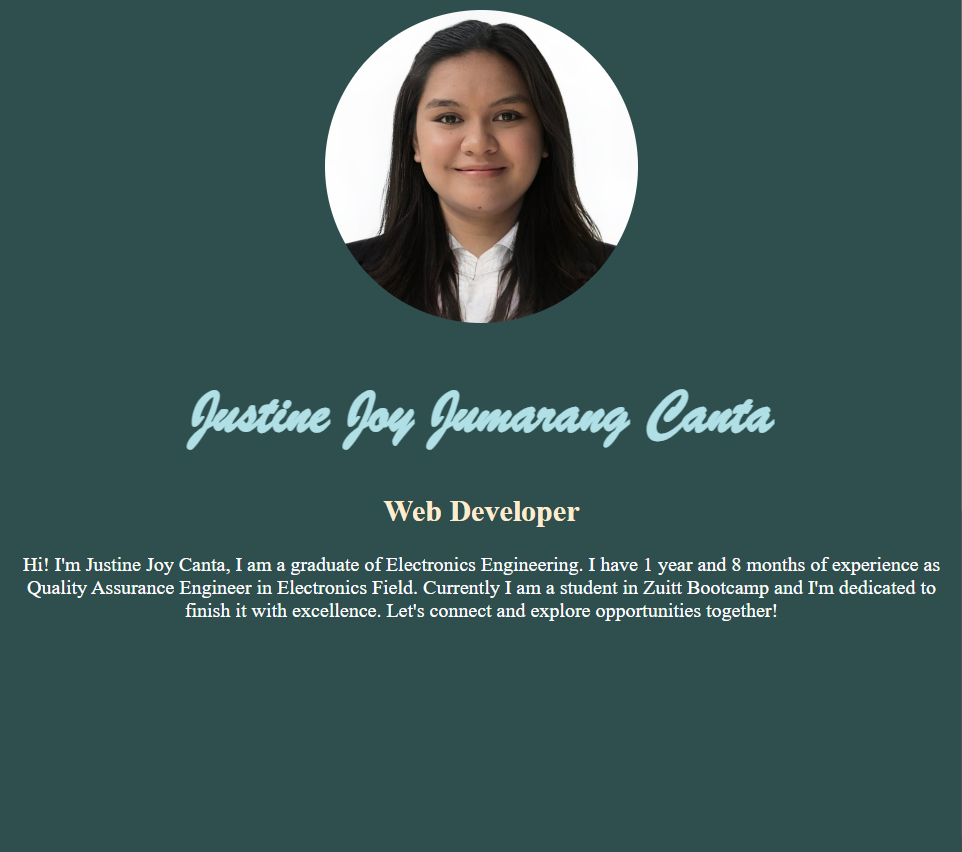 Justine Joy Jumarang Canta
Web Developer
Hi! I'm Justine Joy Canta, I am a graduate of Electronics Engineering. I have 1 year and 8 months of experience as
Quality Assurance Engineer in Electronics Field. Currently I am a student in Zuitt Bootcamp and I'm dedicated to
finish it with excellence. Let's connect and explore opportunities together!